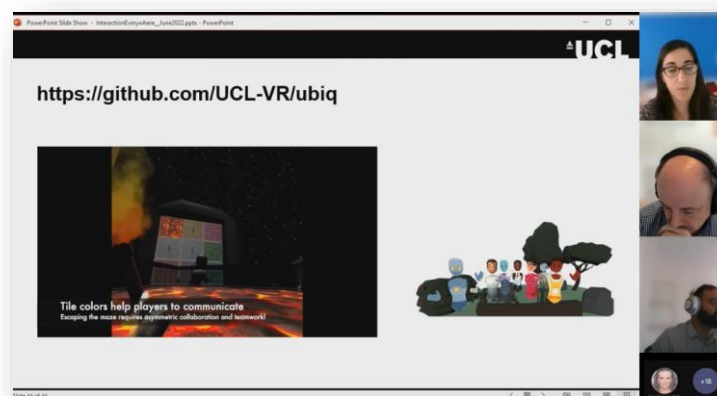 PowerPoint Slide Show - InteractionEverywhere_June2022.pptx - PowerPoint
UCL
https://github.com/UCL-VR/ubiq
Tile colors help players to communicate
Escaping the maze requires asymmetric collaboration and teamwork!
+18